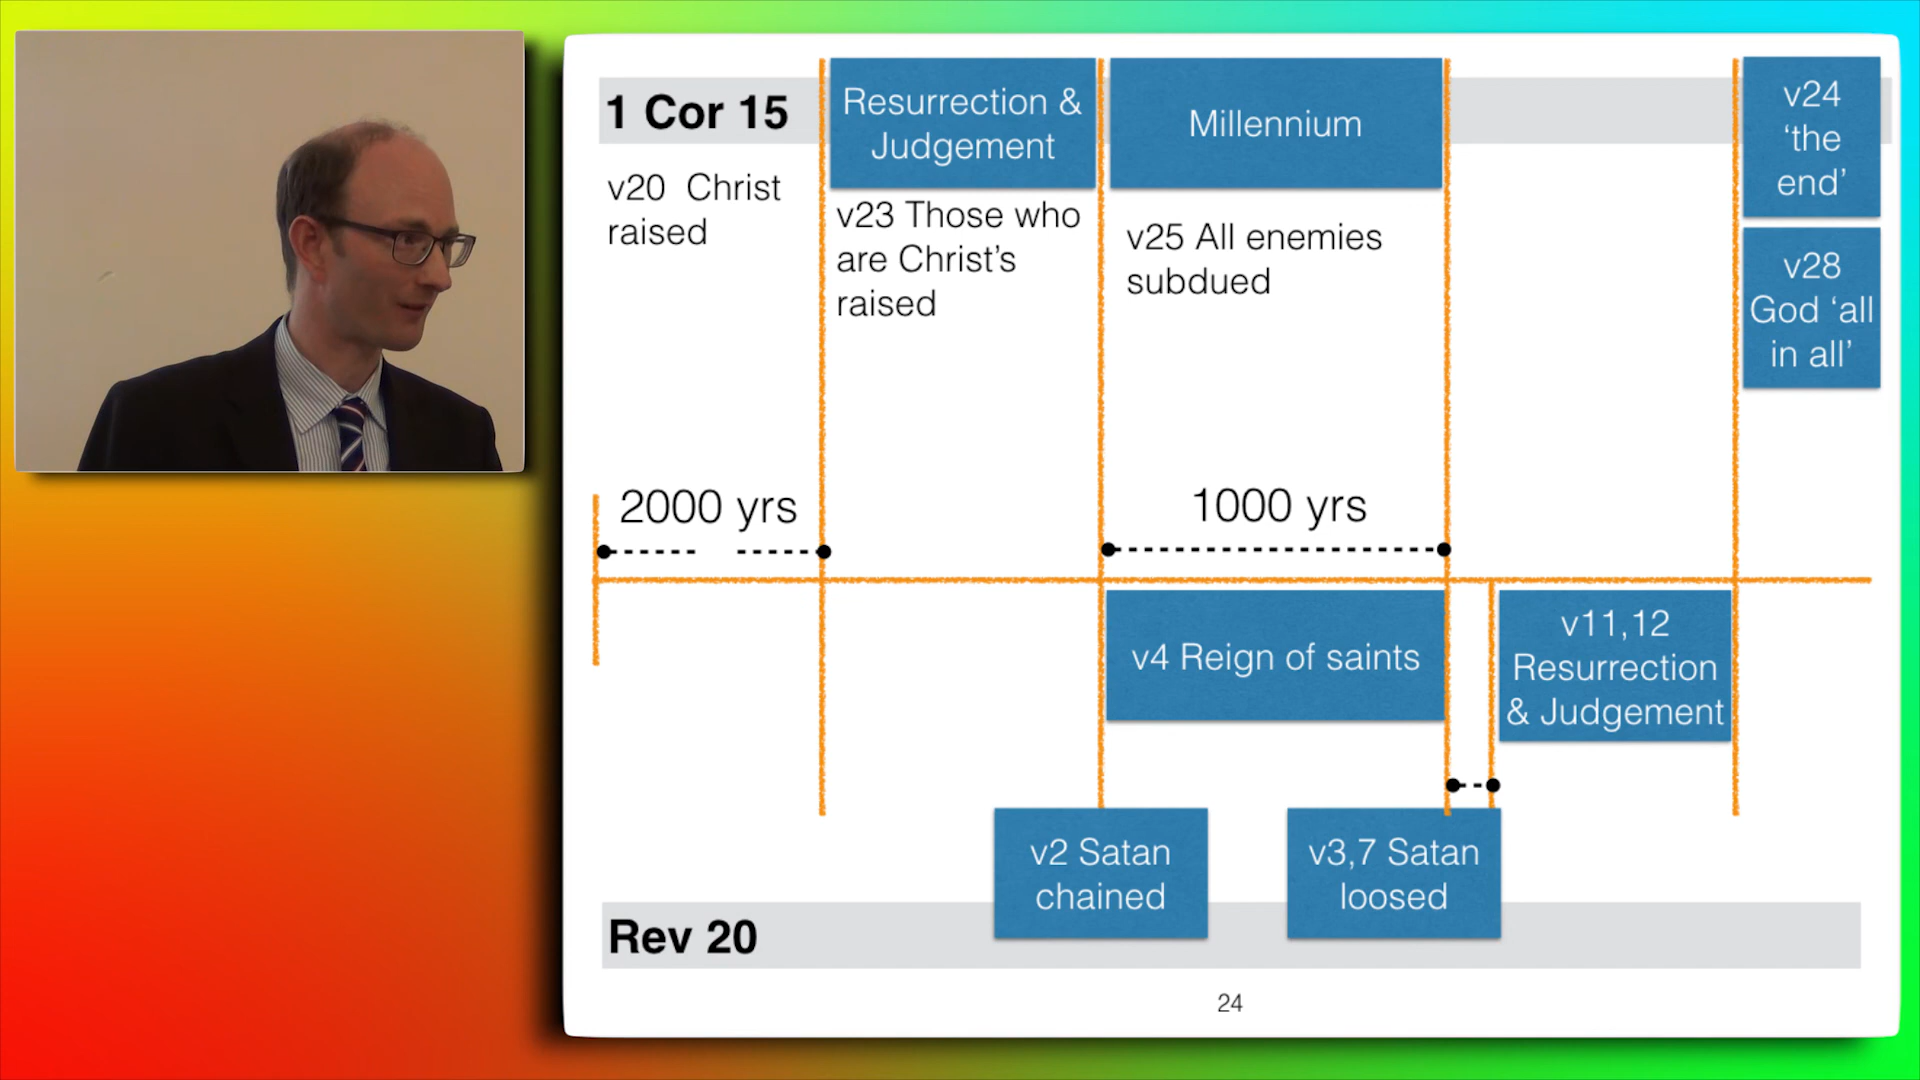 1 Cor 15
v20 Christ
raised
Resurrection &
Judgement
v23 Those who
are Christ’s
raised
Millennium
v25 All enemies
subdued
v24
‘the
end’
v28
God ‘all
in all’
2000 yrs
1000 yrs
v4 Reign of saints
v11,12
Resurrection
& Judgement
v2 Satan
chained
v3,7 Satan
loosed
Rev 20
24